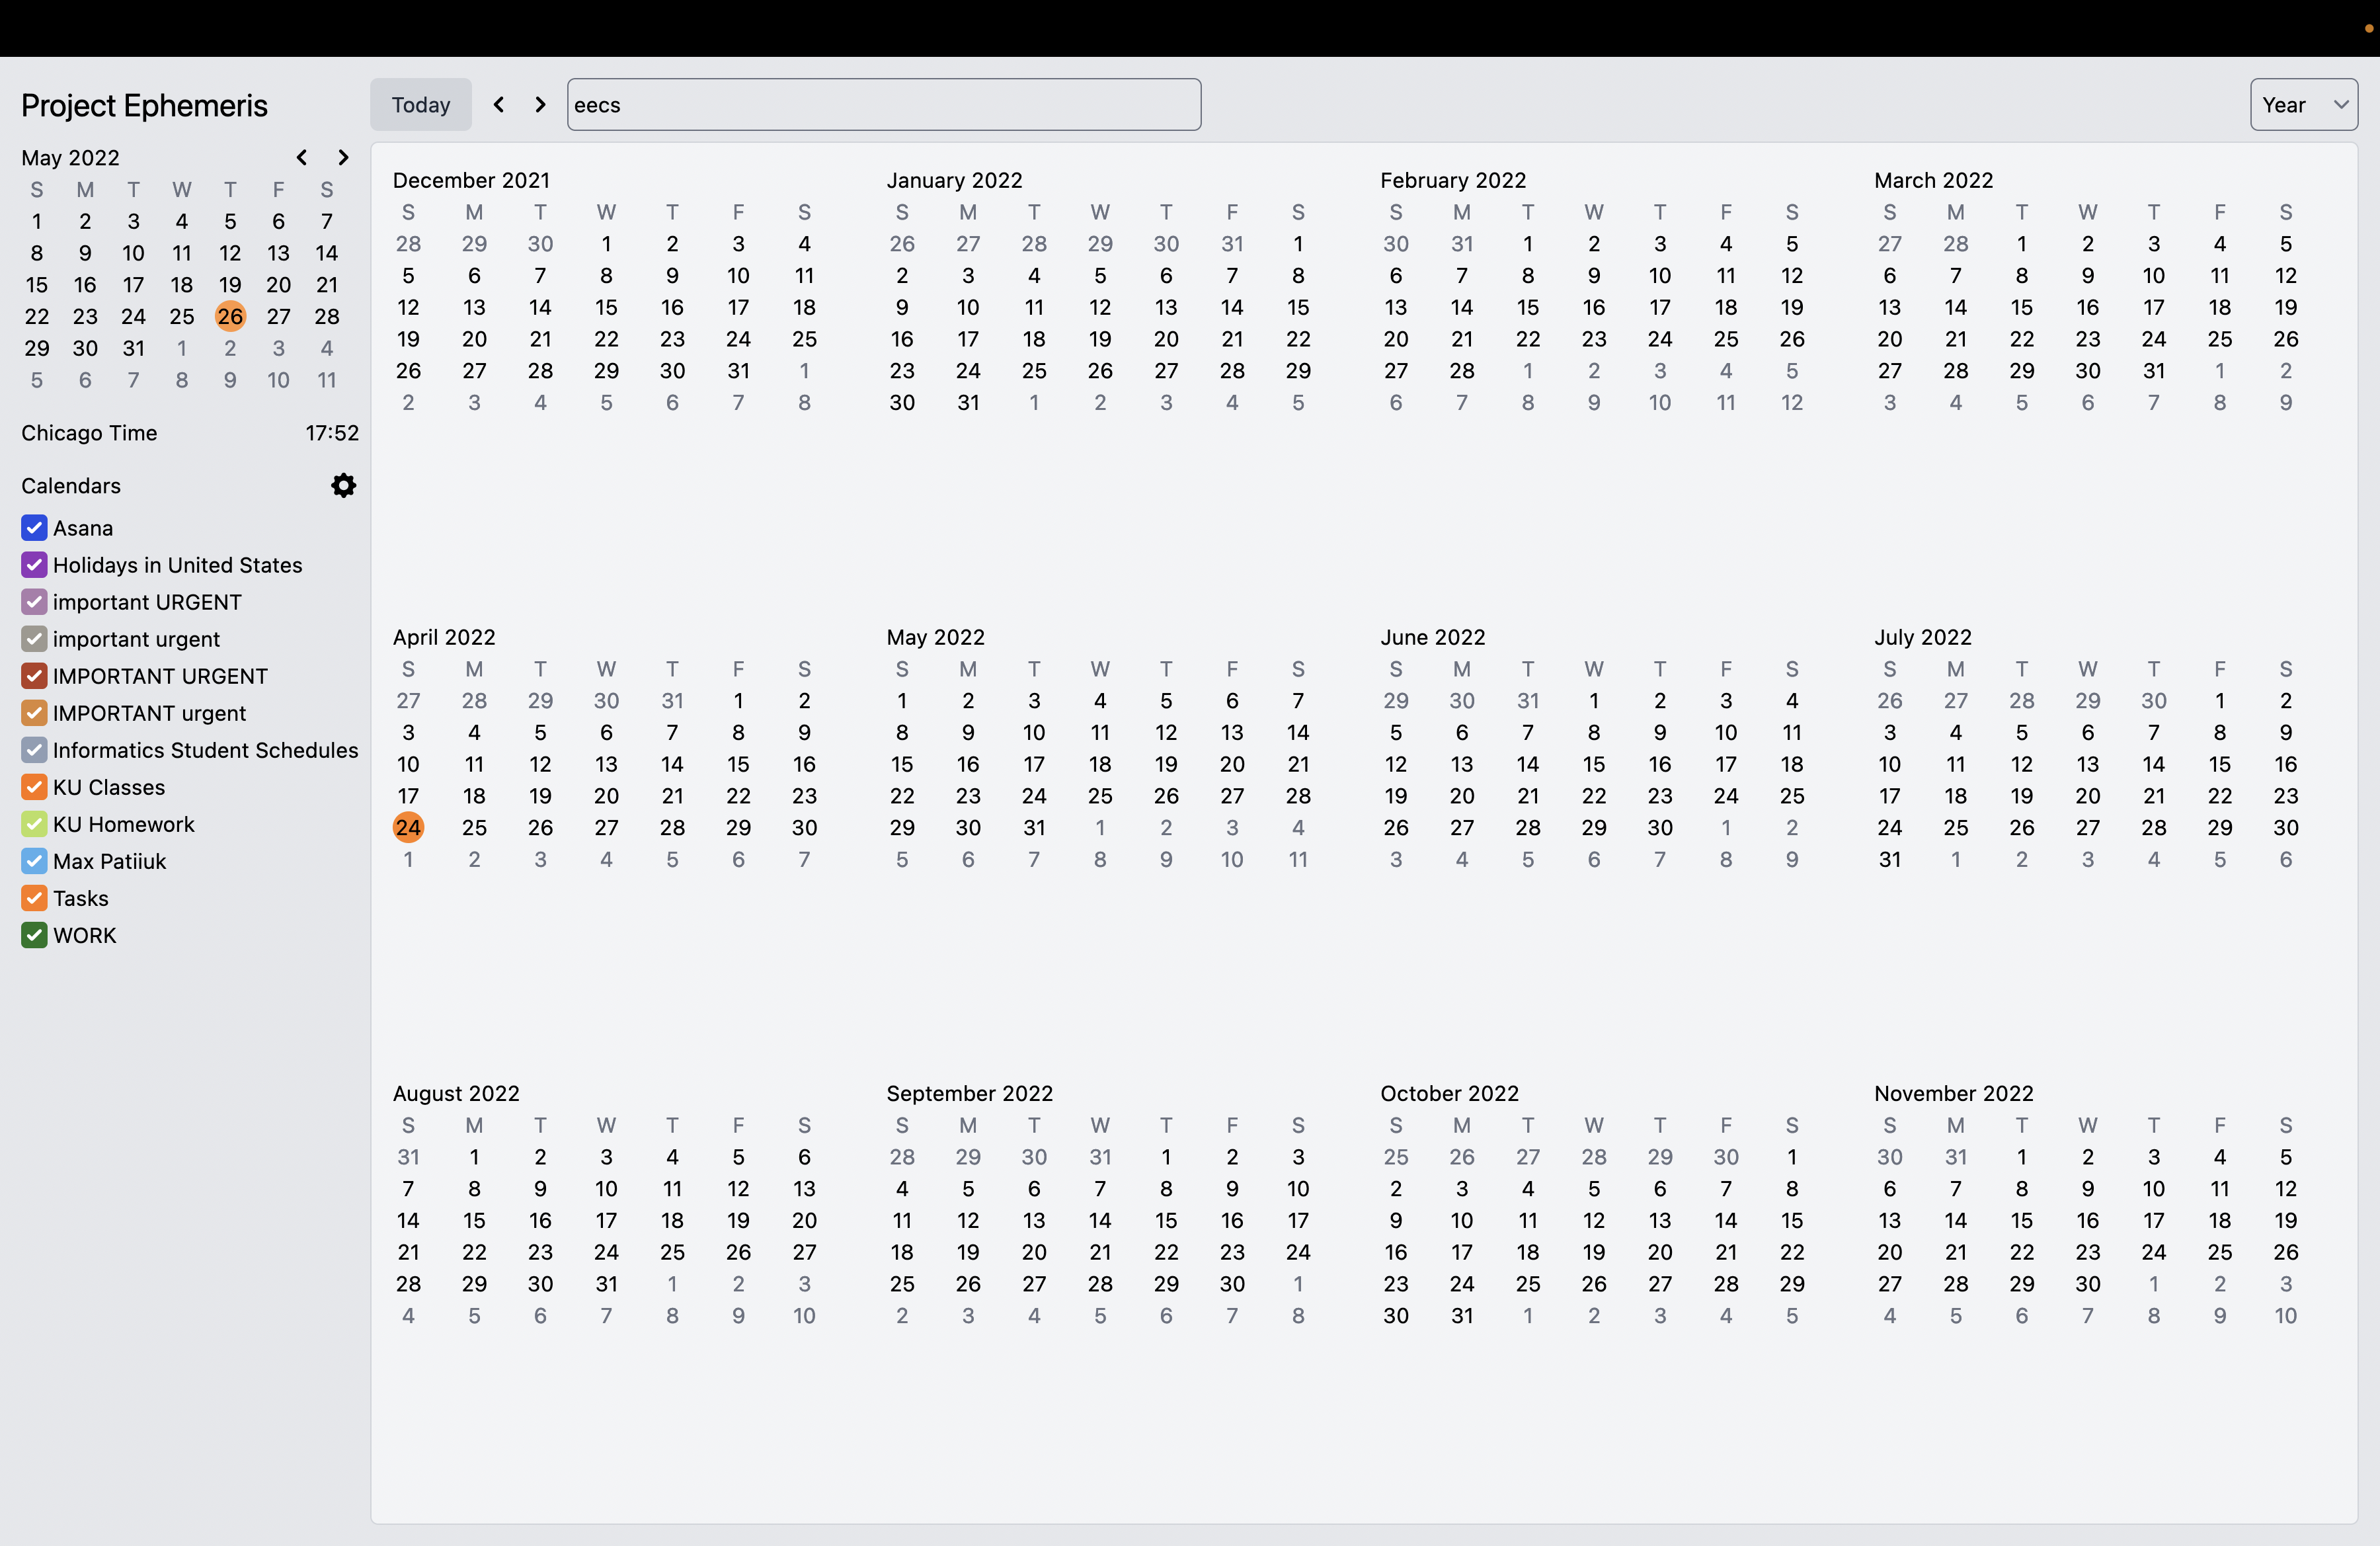 Project Ephemeris
Today
eecs
Year
May 2022
S M T W T F S
1 2 3 4 5 6 7
8 9 10 11 12 13 14
15 16 17 18 19 20 21
22 23 24 25 26 27 28
29 30 31 1 2 3 4
5 6 7 8 9 10 11
Chicago Time 17:52
Calendars
Asana
Holidays in United States
important URGENT
important urgent
IMPORTANT URGENT
IMPORTANT urgent
Informatics Student Schedules
KU Classes
KU Homework
Max Patiiuk
Tasks
WORK
December 2021
S M T W T F S
28 29 30 1 2 3 4
5 6 7 8 9 10 11
12 13 14 15 16 17 18
19 20 21 22 23 24 25
26 27 28 29 30 31 1
2 3 4 5 6 7 8
January 2022
S M T W T F S
26 27 28 29 30 31 1
2 3 4 5 6 7 8
9 10 11 12 13 14 15
16 17 18 19 20 21 22
23 24 25 26 27 28 29
30 31 1 2 3 4 5
February 2022
S M T W T F S
30 31 1 2 3 4 5
6 7 8 9 10 11 12
13 14 15 16 17 18 19
20 21 22 23 24 25 26
27 28 1 2 3 4 5
6 7 8 9 10 11 12
March 2022
S M T W T F S
27 28 1 2 3 4 5
6 7 8 9 10 11 12
13 14 15 16 17 18 19
20 21 22 23 24 25 26
27 28 29 30 31 1 2
3 4 5 6 7 8 9
April 2022
S M T W T F S
27 28 29 30 31 1 2
3 4 5 6 7 8 9
10 11 12 13 14 15 16
17 18 19 20 21 22 23
24 25 26 27 28 29 30
1 2 3 4 5 6 7
May 2022
S M T W T F S
1 2 3 4 5 6 7
8 9 10 11 12 13 14
15 16 17 18 19 20 21
22 23 24 25 26 27 28
29 30 31 1 2 3 4
5 6 7 8 9 10 11
June 2022
S M T W T F S
29 30 31 1 2 3 4
5 6 7 8 9 10 11
12 13 14 15 16 17 18
19 20 21 22 23 24 25
26 27 28 29 30 1 2
3 4 5 6 7 8 9
July 2022
S M T W T F S
26 27 28 29 30 1 2
3 4 5 6 7 8 9
10 11 12 13 14 15 16
17 18 19 20 21 22 23
24 25 26 27 28 29 30
31 1 2 3 4 5 6
August 2022
S M T W T F S
31 1 2 3 4 5 6
7 8 9 10 11 12 13
14 15 16 17 18 19 20
21 22 23 24 25 26 27
28 29 30 31 1 2 3
4 5 6 7 8 9 10
September 2022
S M T W T F S
28 29 30 31 1 2 3
4 5 6 7 8 9 10
11 12 13 14 15 16 17
18 19 20 21 22 23 24
25 26 27 28 29 30 1
2 3 4 5 6 7 8
October 2022
S M T W T F S
25 26 27 28 29 30 1
2 3 4 5 6 7 8
9 10 11 12 13 14 15
16 17 18 19 20 21 22
23 24 25 26 27 28 29
30 31 1 2 3 4 5
November 2022
S M T W T F S
30 31 1 2 3 4 5
6 7 8 9 10 11 12
13 14 15 16 17 18 19
20 21 22 23 24 25 26
27 28 29 30 1 2 3
4 5 6 7 8 9 10